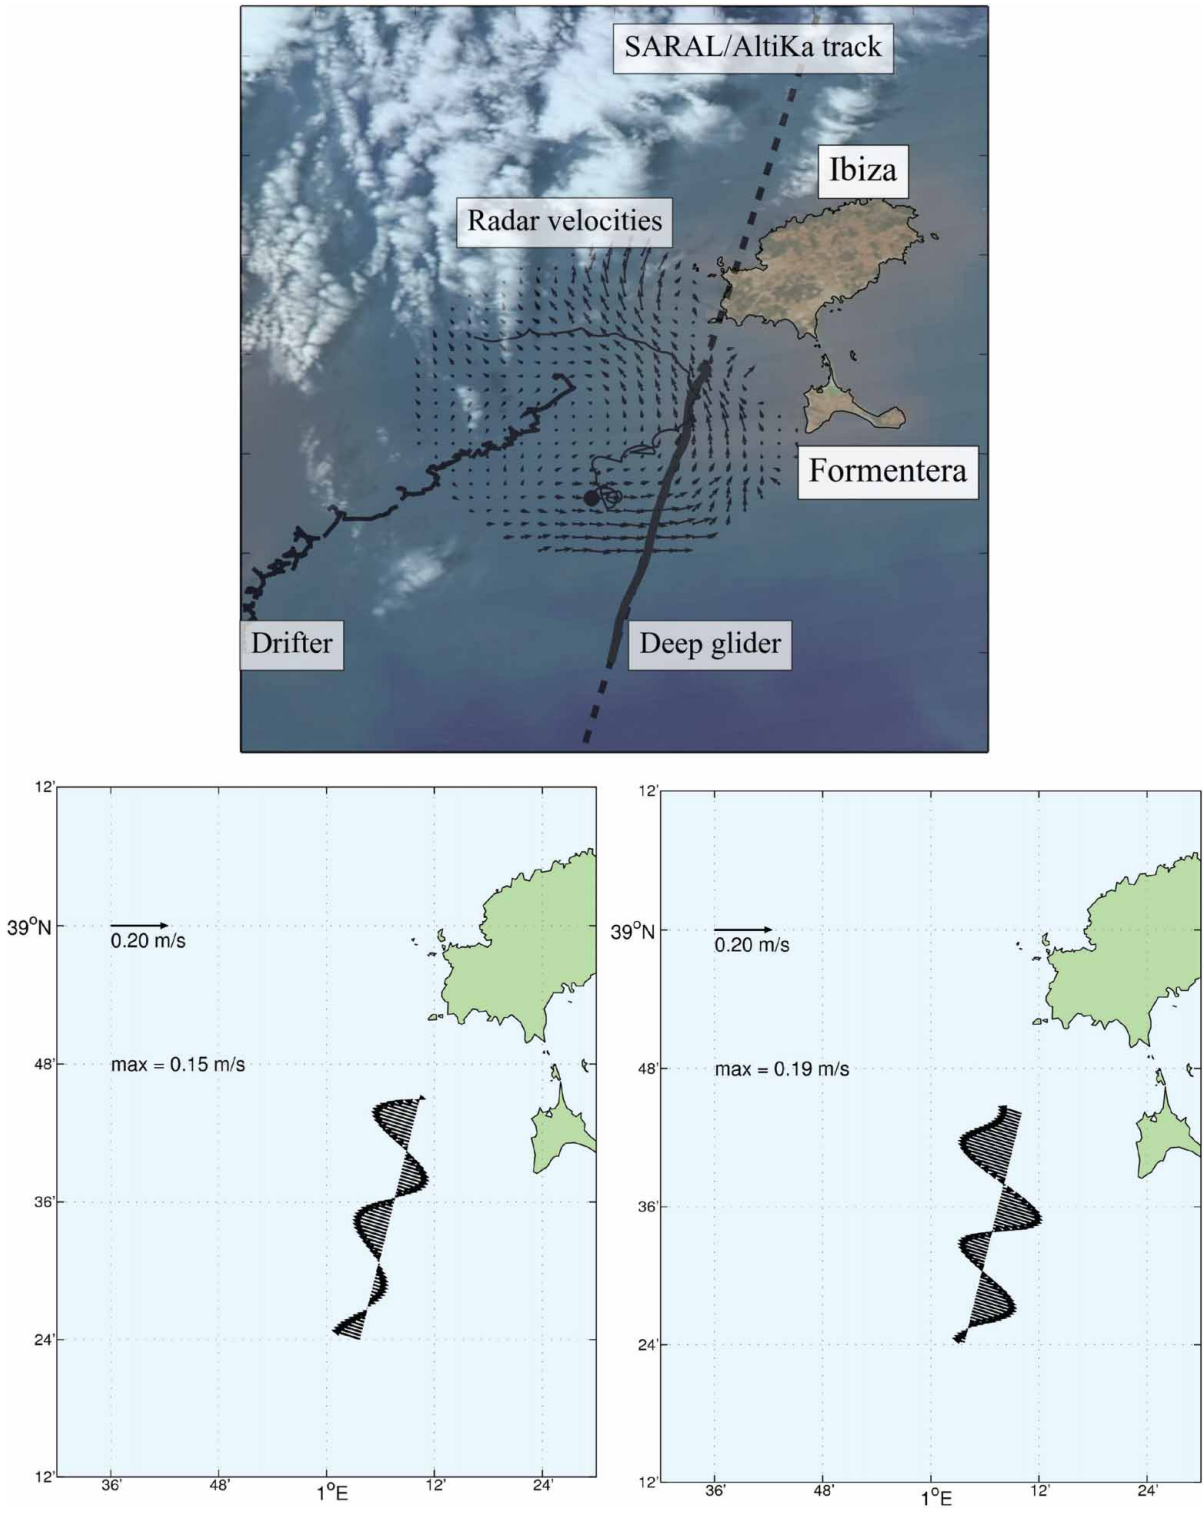 SARAL/AltiKa track
Ibiza
Radar velocities
Formentera
Drifter
Deep glider
12'
39°N
0.20 m/s
48'
max = 0.15 m/s
36'
24'
12'
36'
48'
1°E
12'
24'
12'
39°N
0.20 m/s
48'
max = 0.19 m/s
36'
24'
12'
36'
48'
1°E
12'
24'